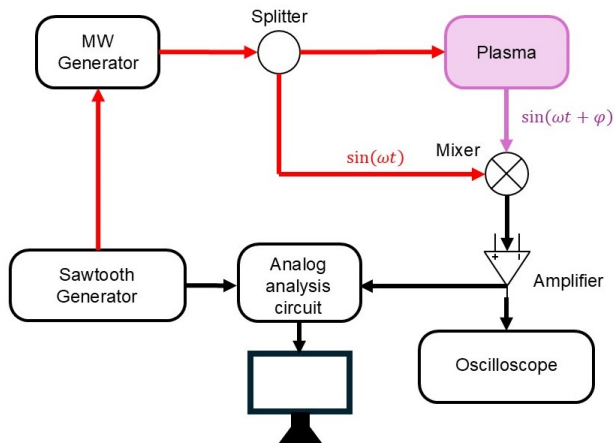 Splitter
MW
Generator
Plasma
sin(ωt + φ)
Mixer
sin(ωt)
+ -
Sawtooth
Generator
Analog
analysis
circuit
Amplifier
Oscilloscope